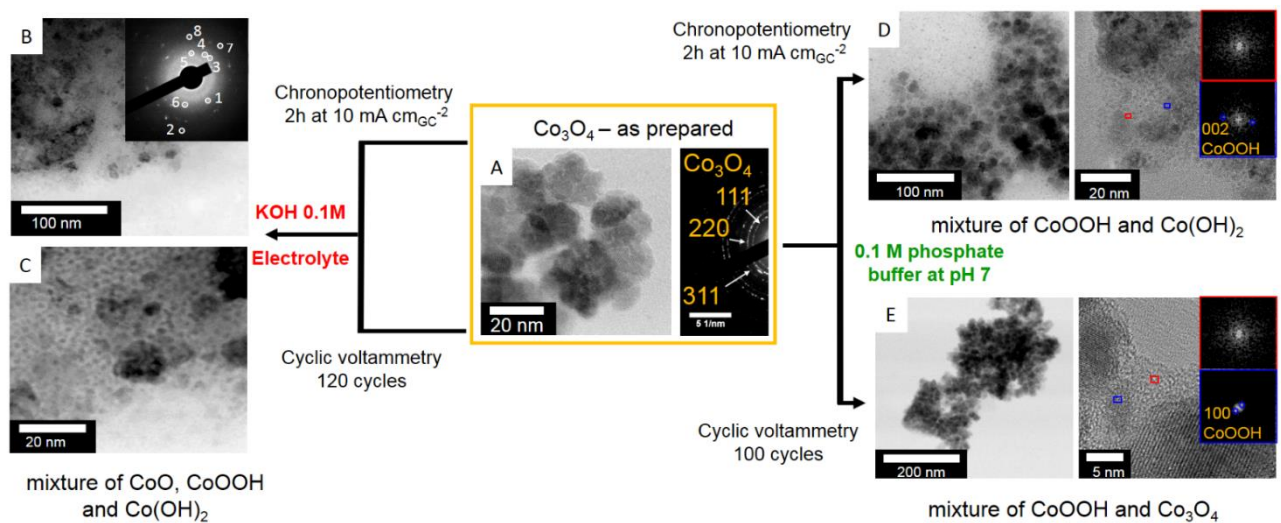 B
8
4
7
5
3
6
1
2
100 nm
Chronopotentiometry
2h at 10 mA cm_GC^-2
KOH 0.1M
Electrolyte
Cyclic voltammetry
120 cycles
C
20 nm
mixture of CoO, CoOOH
and Co(OH)₂
Co₃O₄ – as prepared
A
20 nm
Co₃O₄
111
220
311
5 1/nm
Chronopotentiometry
2h at 10 mA cm_GC^-2
D
100 nm
002
CoOOH
20 nm
mixture of CoOOH and Co(OH)₂
0.1 M phosphate
buffer at pH 7
Cyclic voltammetry
100 cycles
E
200 nm
100
CoOOH
5 nm
mixture of CoOOH and Co₃O₄